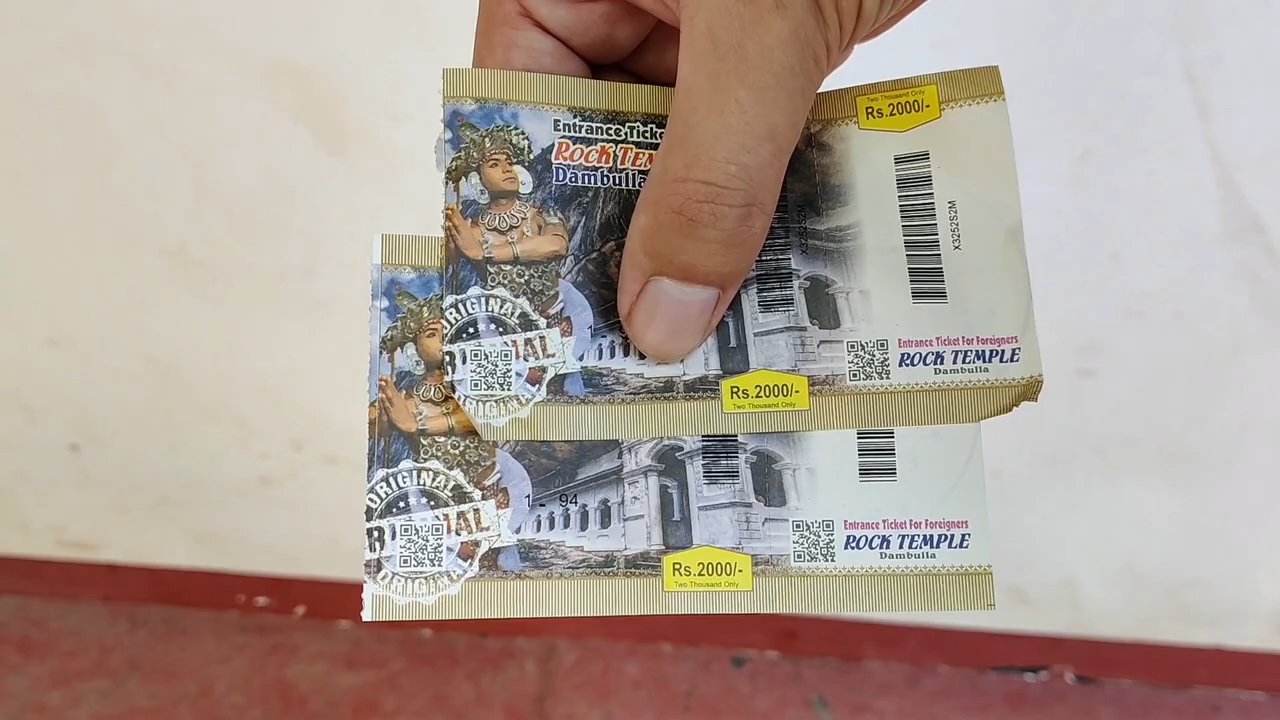 Two Thousand Only
Rs.2000/-
Entrance
Rock
Dambulla
X3252S2M
X3252S2M
ORIGINAL
ORIGINAL
Entrance Ticket For Foreigners
ROCK TEMPLE
Dambulla
Rs.2000/-
Two Thousand Only
ORIGINAL
ORIGINAL
1 - 94
Entrance Ticket For Foreigners
ROCK TEMPLE
Dambulla
Rs.2000/-
Two Thousand Only